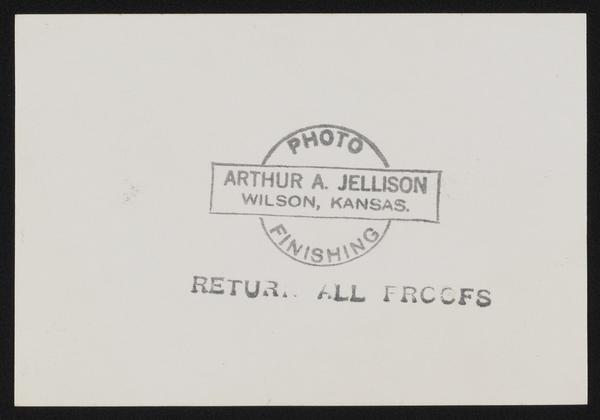 PHOTO
ARTHUR A. JELLISON
WILSON, KANSAS.
FINISHING
RETURN ALL PROOFS